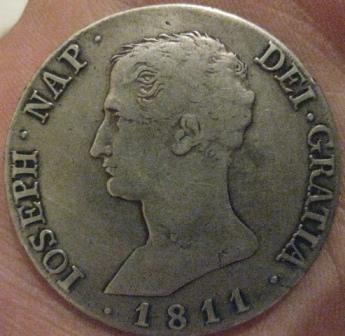 IOSEPH · NAP · DEI · GRATIA ·
· 1811 ·